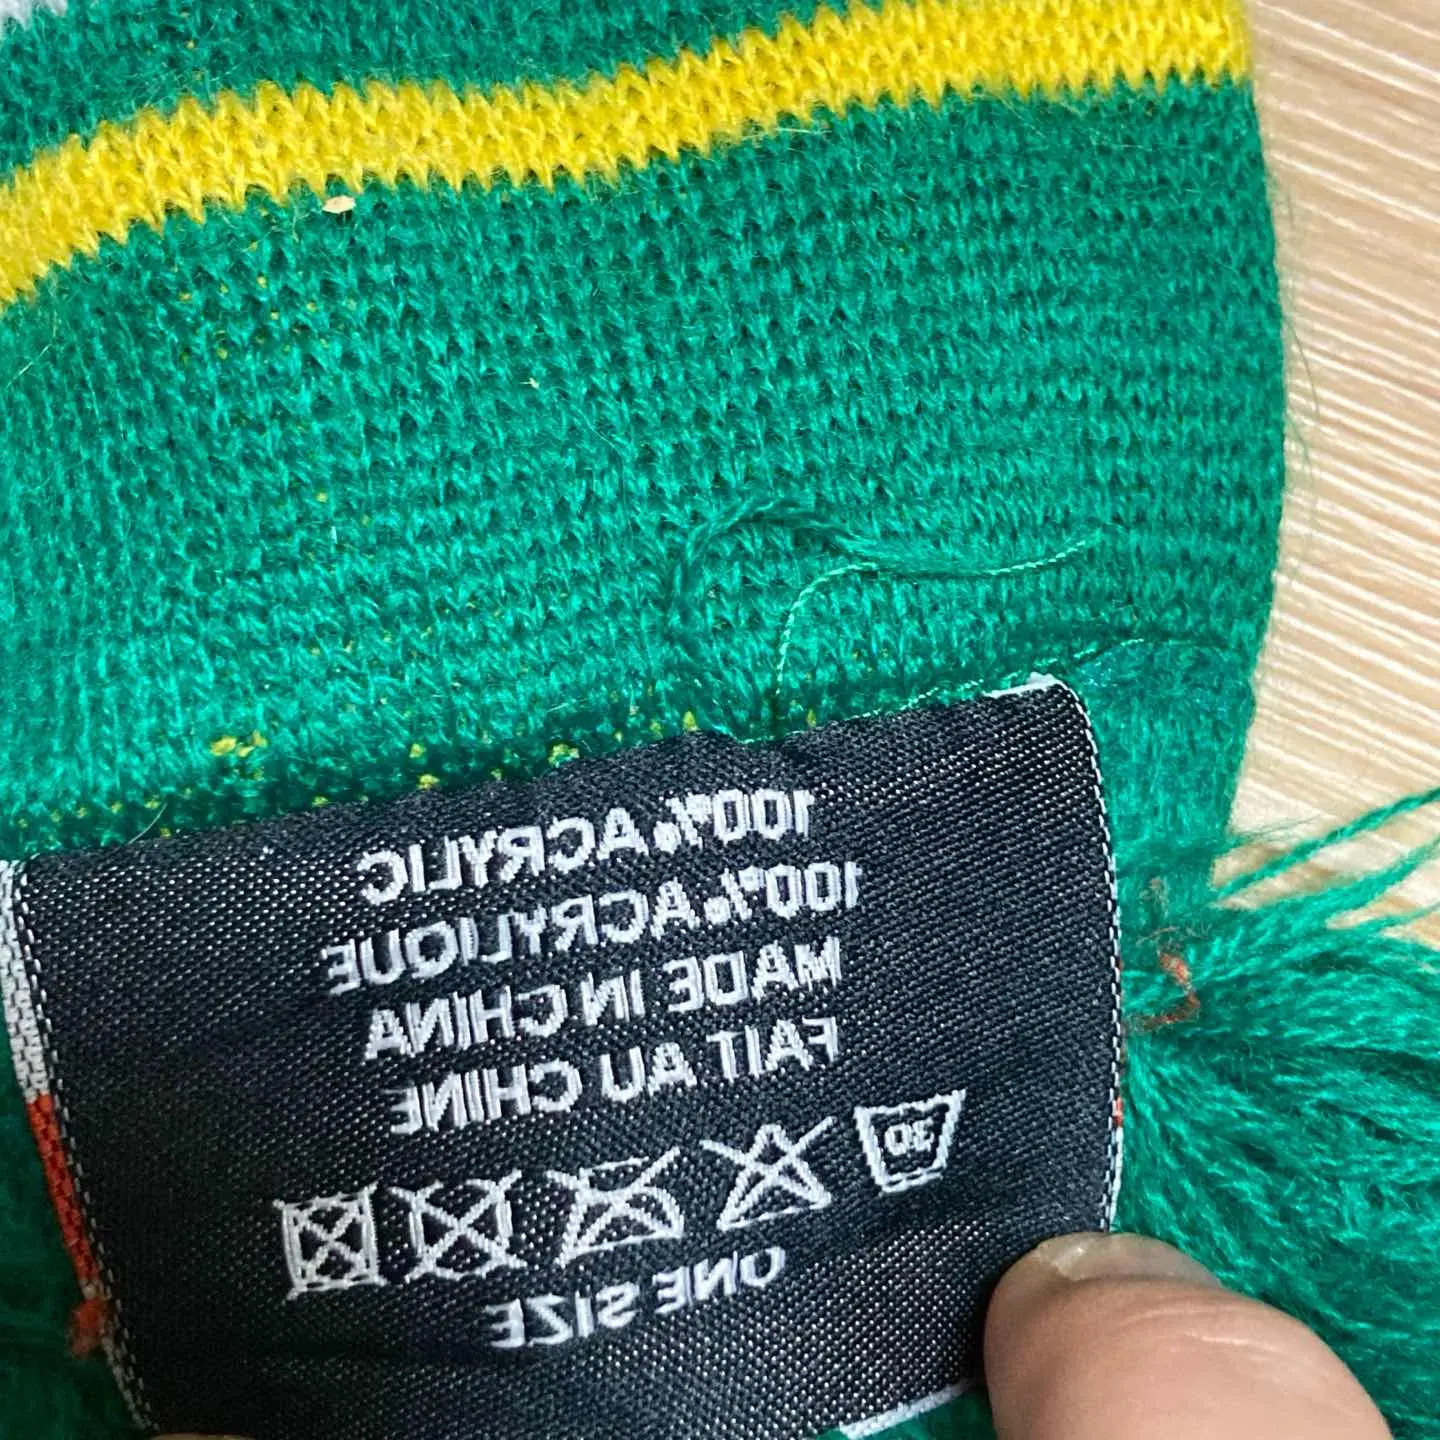 100% ACRYLIC
100% ACRYLIQUE
MADE IN CHINA
FAIT AU CHINE
30
ONE SIZE